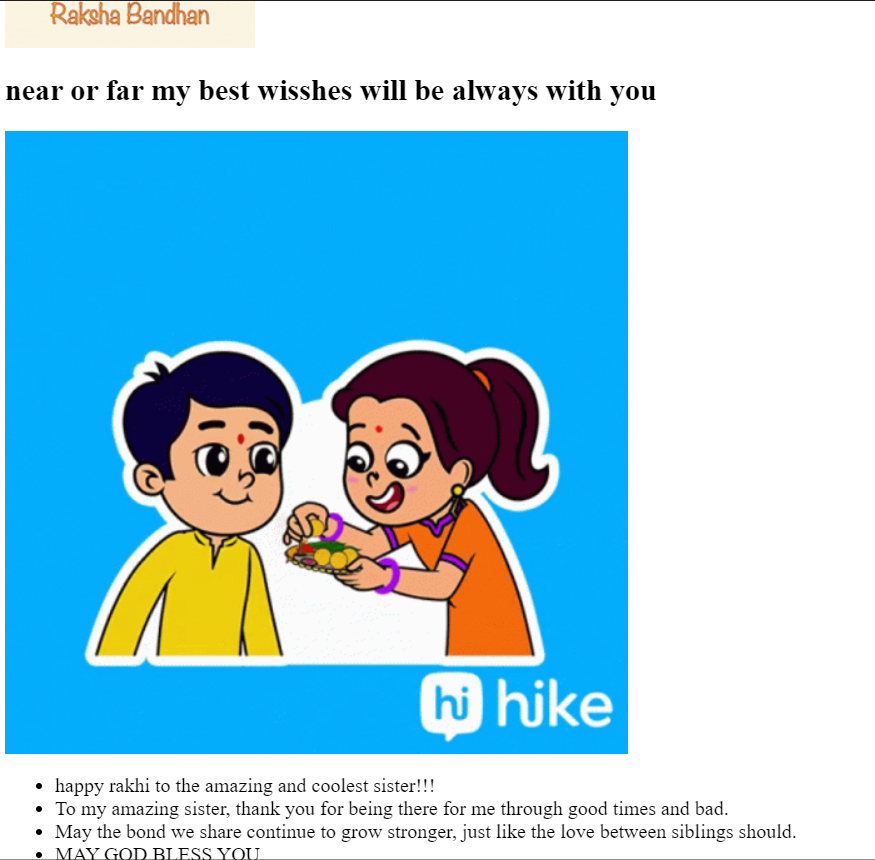 Raksha Bandhan
near or far my best wisshes will be always with you
hi hike
happy rakhi to the amazing and coolest sister!!!
To my amazing sister, thank you for being there for me through good times and bad.
May the bond we share continue to grow stronger, just like the love between siblings should.
MAY GOD BLESS YOU